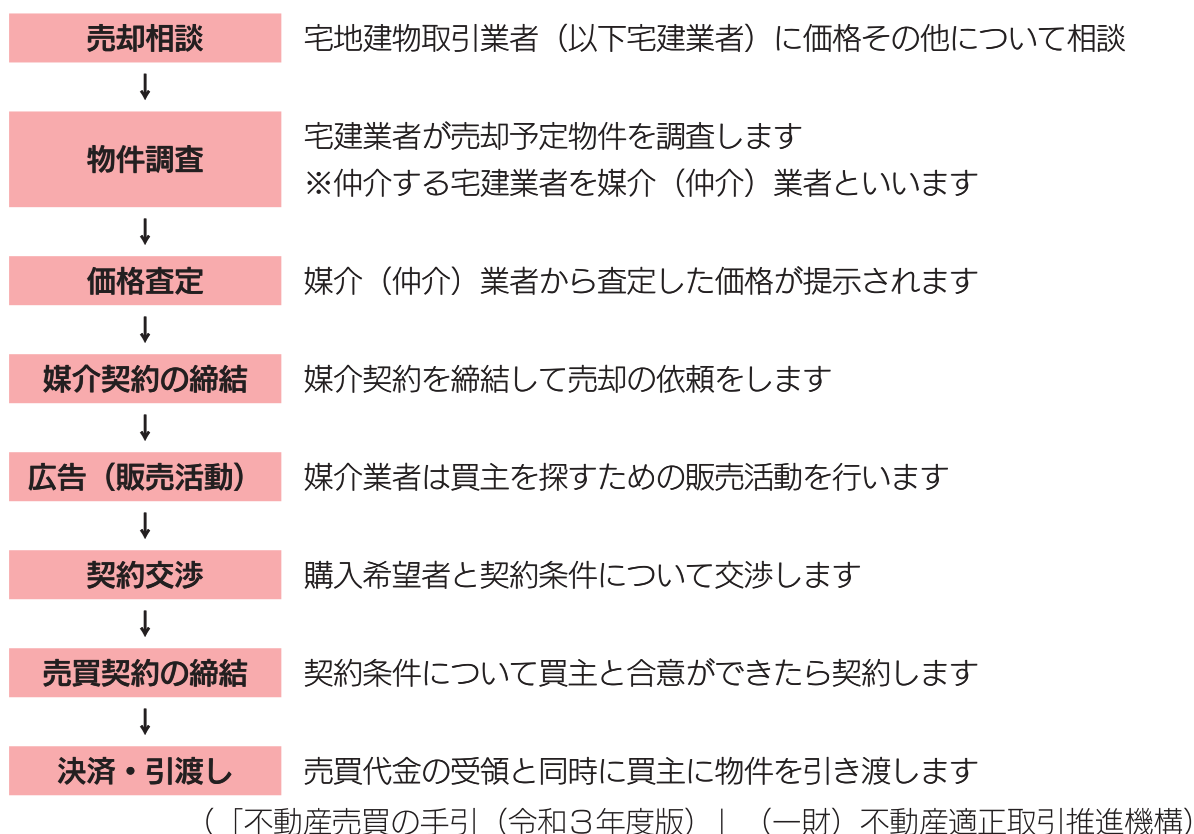 売却相談 宅地建物取引業者（以下宅建業者）に価格その他について相談
↓
物件調査 宅建業者が売却予定物件を調査します
※仲介する宅建業者を媒介（仲介）業者といいます
↓
価格査定 媒介（仲介）業者から査定した価格が提示されます
↓
媒介契約の締結 媒介契約を締結して売却の依頼をします
↓
広告（販売活動） 媒介業者は買主を探すための販売活動を行います
↓
契約交渉 購入希望者と契約条件について交渉します
↓
売買契約の締結 契約条件について買主と合意ができたら契約します
↓
決済・引渡し 売買代金の受領と同時に買主に物件を引き渡します
（「不動産売買の手引（令和３年度版）」（一財）不動産適正取引推進機構）